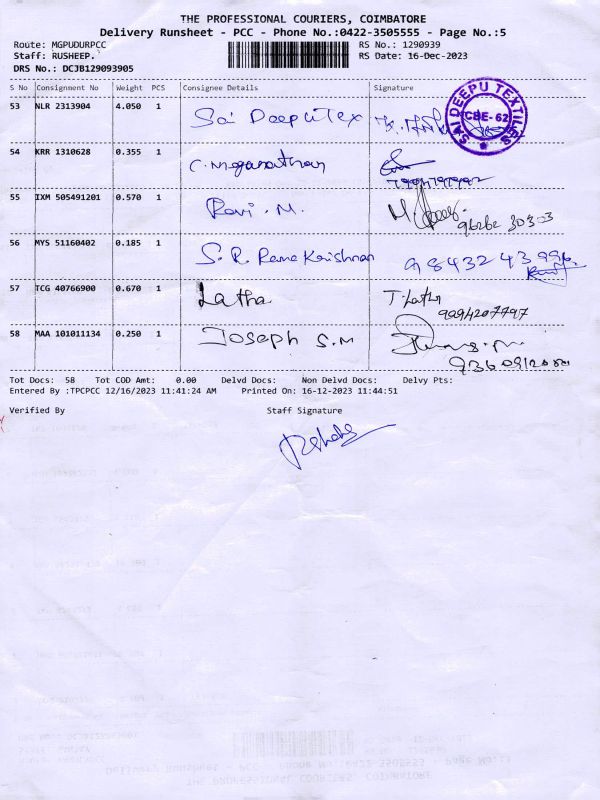 THE PROFESSIONAL COURIERS, COIMBATORE
Delivery Runsheet - PCC - Phone No.:0422-3505555 - Page No.:5
Route: MGPUDURPCC RS No.: 1290939
Staff: RUSHEEP. RS Date: 16-Dec-2023
DRS No.: DCJB129093905
S No Consignment No Weight PCS Consignee Details Signature
53 NLR 2313904 4.050 1 Sai Deepu Tex
SAI DEEPU TEXTILES CBE-62
54 KRR 1310628 0.355 1
55 IXM 505491201 0.570 1 Ravi. M.
96262 30303
56 MYS 51160402 0.185 1 S. R. Rama Krishnan
57 TCG 40766900 0.670 1 Latha T. Latha
9994207797
58 MAA 101011134 0.250 1 Joseph S.M
Tot Docs: 58 Tot COD Amt: 0.00 Delvd Docs: Non Delvd Docs: Delvy Pts:
Entered By :TPCPCC 12/16/2023 11:41:24 AM Printed On: 16-12-2023 11:44:51
Verified By Staff Signature